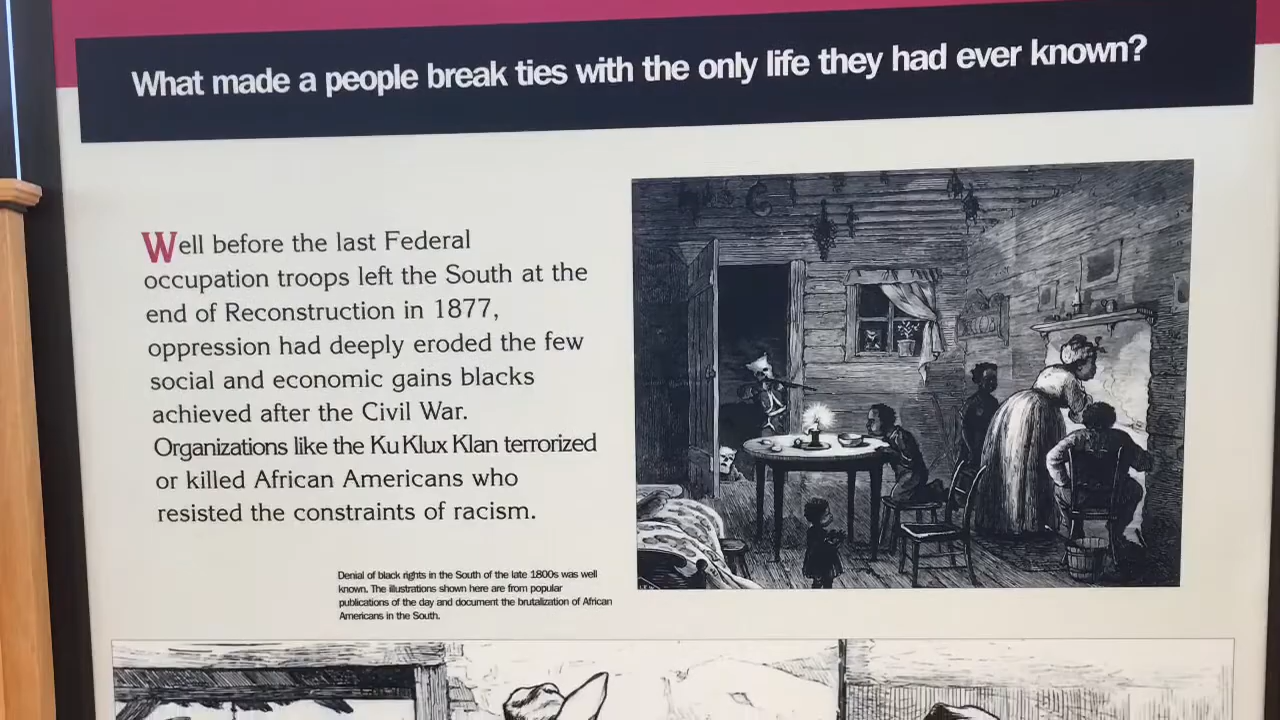 What made a people break ties with the only life they had ever known?
Well before the last Federal
occupation troops left the South at the
end of Reconstruction in 1877,
oppression had deeply eroded the few
social and economic gains blacks
achieved after the Civil War.
Organizations like the Ku Klux Klan terrorized
or killed African Americans who
resisted the constraints of racism.
Denial of black rights in the South of the late 1800s was well
known. The illustrations shown here are from popular
publications of the day and document the brutalization of African
Americans in the South.